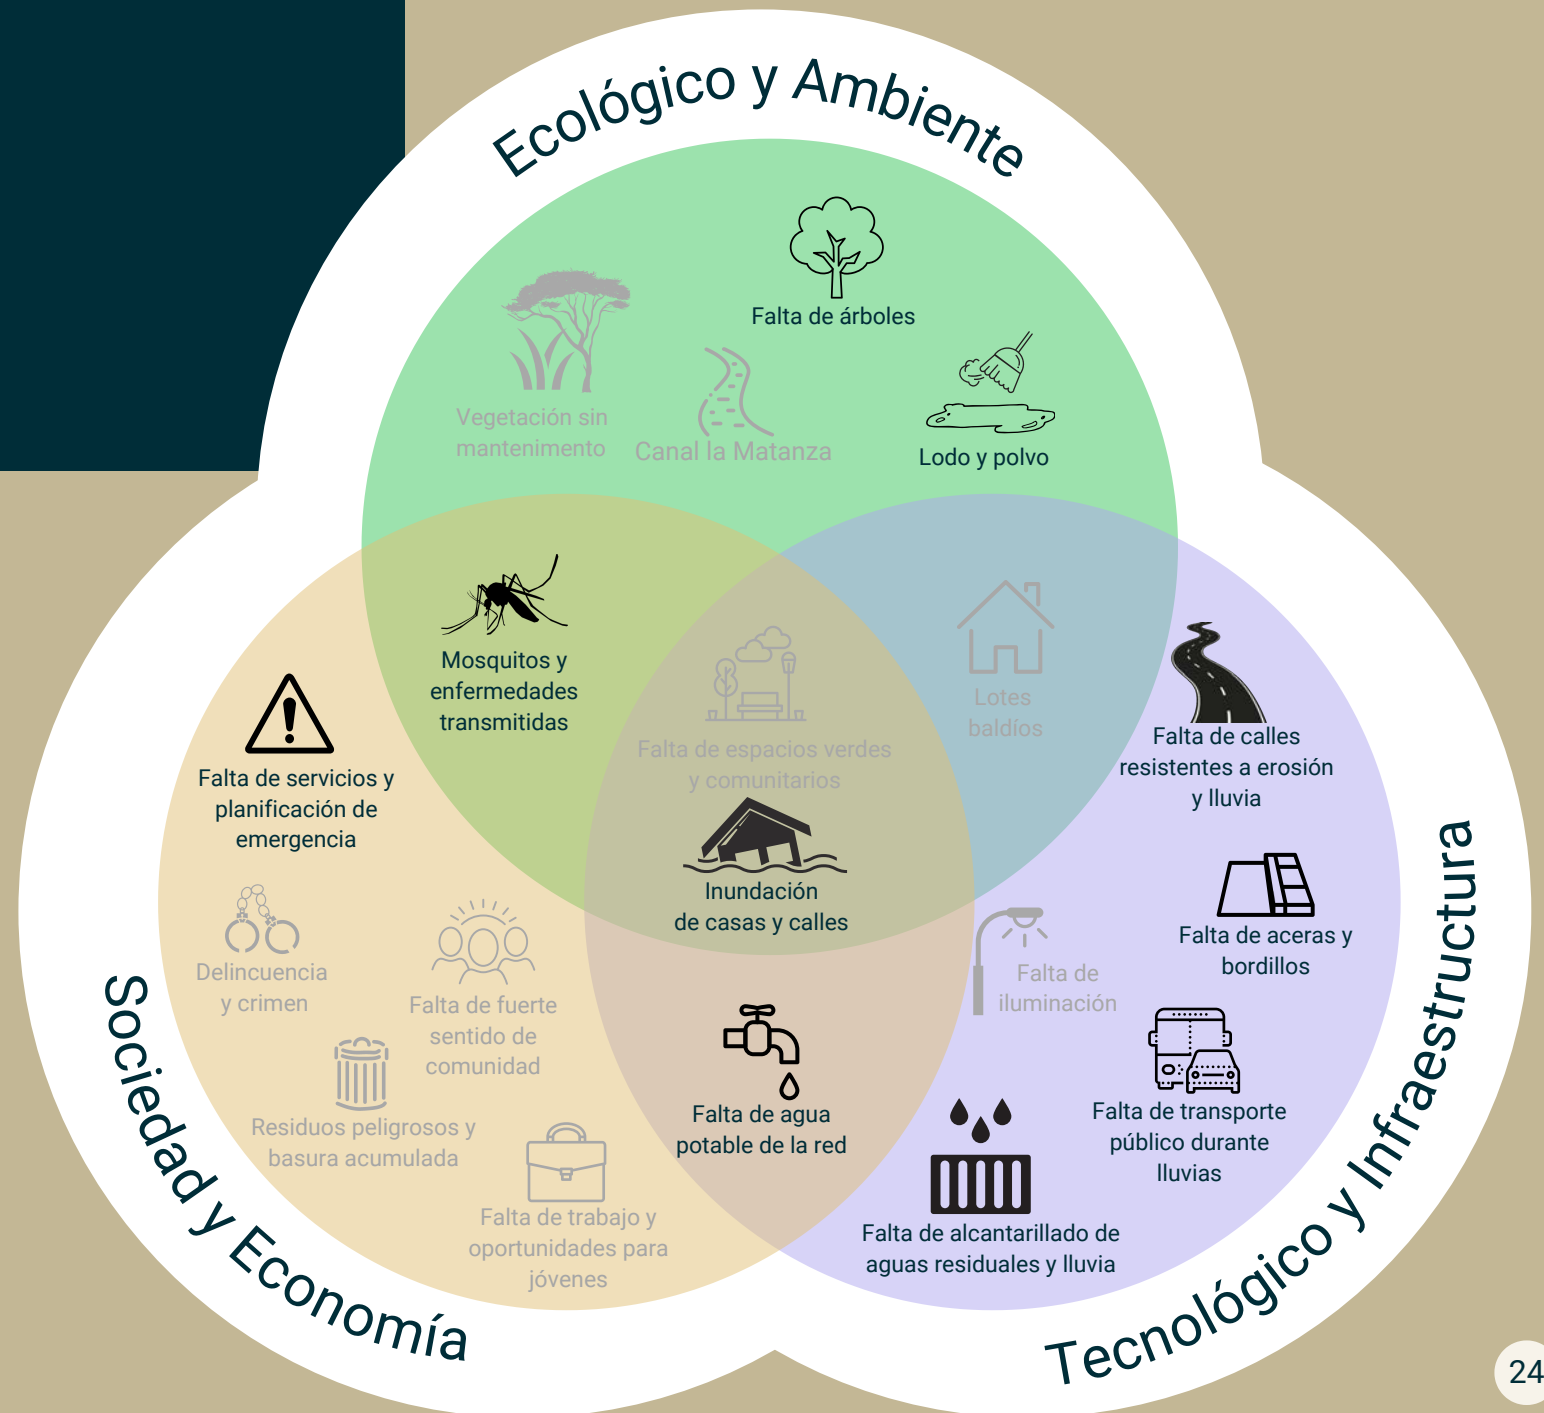 Ecológico y Ambiente
Falta de árboles
Vegetación sin
mantenimento
Canal la Matanza
Lodo y polvo
Mosquitos y
enfermedades
transmitidas
Falta de espacios verdes
y comunitarios
Lotes
baldíos
Falta de calles
resistentes a erosión
y lluvia
Falta de servicios y
planificación de
emergencia
Inundación
de casas y calles
Falta de aceras y
bordillos
Delincuencia
y crimen
Falta de fuerte
sentido de
comunidad
Falta de
iluminación
Residuos peligrosos y
basura acumulada
Falta de agua
potable de la red
Falta de transporte
público durante
lluvias
Falta de trabajo y
oportunidades para
jóvenes
Falta de alcantarillado de
aguas residuales y lluvia
Sociedad y Economía
Tecnológico y Infraestructura
24